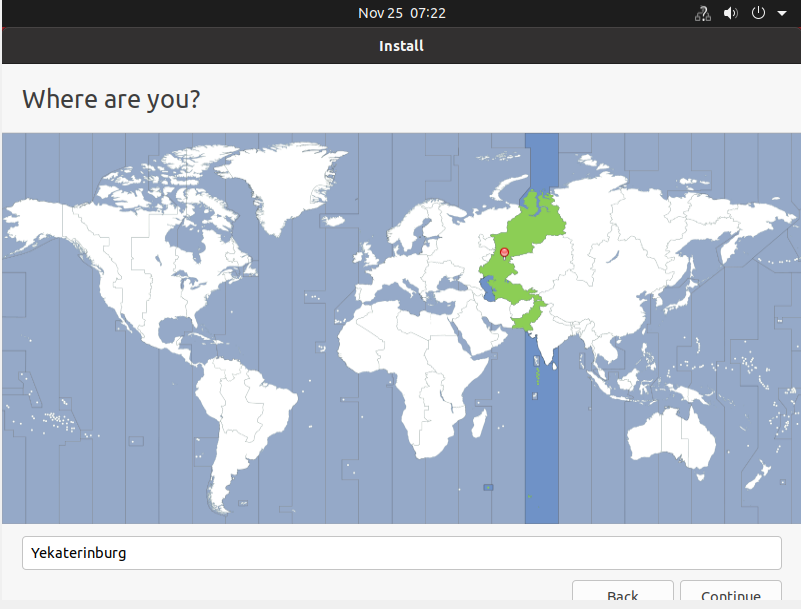 Nov 25 07:22
Install
Where are you?
Yekaterinburg
Back
Continue